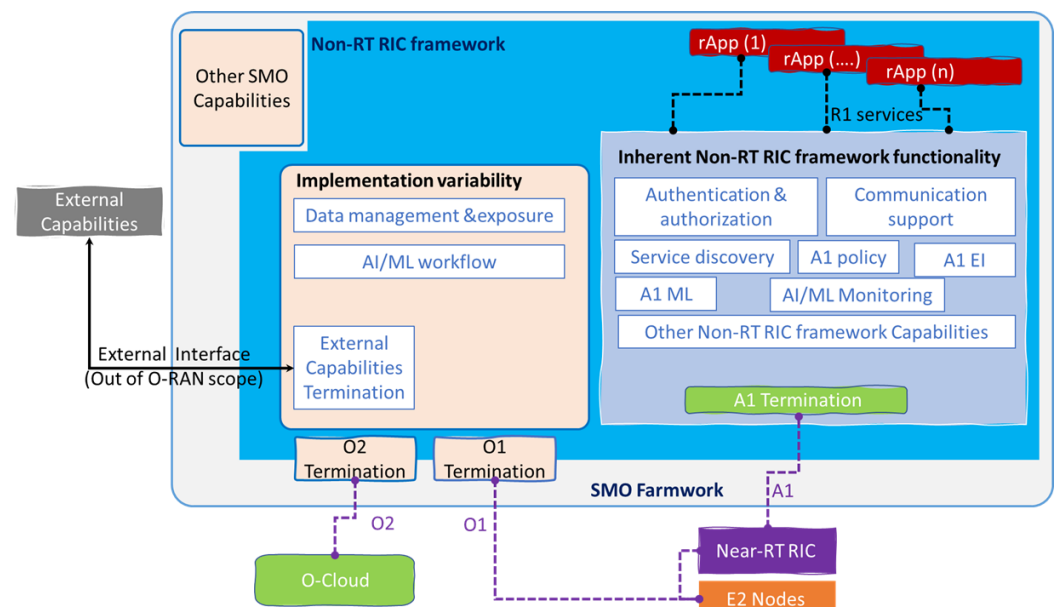 Non-RT RIC framework
rApp (1)
rApp (....)
rApp (n)
Other SMO
Capabilities
R1 services
Inherent Non-RT RIC framework functionality
Implementation variability
Authentication &
authorization
Communication
support
External
Capabilities
Data management &exposure
Service discovery
A1 policy
A1 EI
AI/ML workflow
A1 ML
AI/ML Monitoring
Other Non-RT RIC framework Capabilities
External
Capabilities
Termination
External Interface
(Out of O-RAN scope)
A1 Termination
O2
Termination
O1
Termination
SMO Farmwork
A1
O2
O1
Near-RT RIC
O-Cloud
E2 Nodes